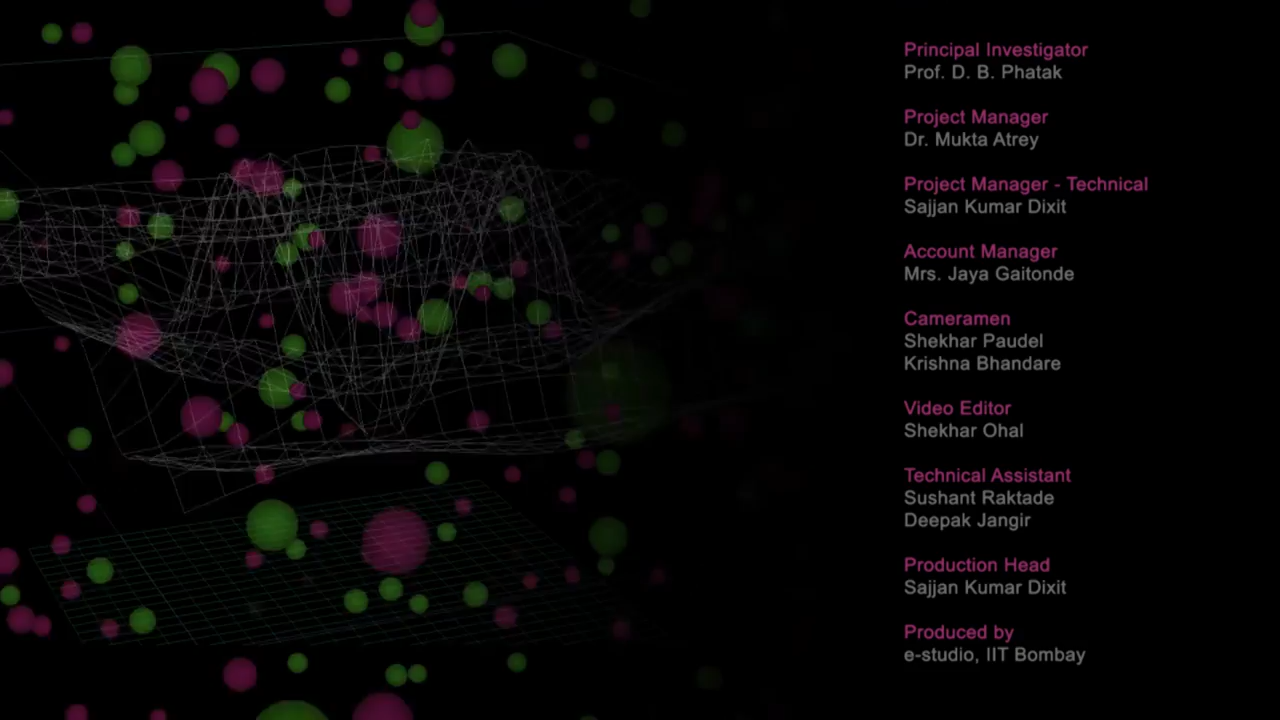 Principal Investigator
Prof. D. B. Phatak
Project Manager
Dr. Mukta Atrey
Project Manager - Technical
Sajjan Kumar Dixit
Account Manager
Mrs. Jaya Gaitonde
Cameramen
Shekhar Paudel
Krishna Bhandare
Video Editor
Shekhar Ohal
Technical Assistant
Sushant Raktade
Deepak Jangir
Production Head
Sajjan Kumar Dixit
Produced by
e-studio, IIT Bombay